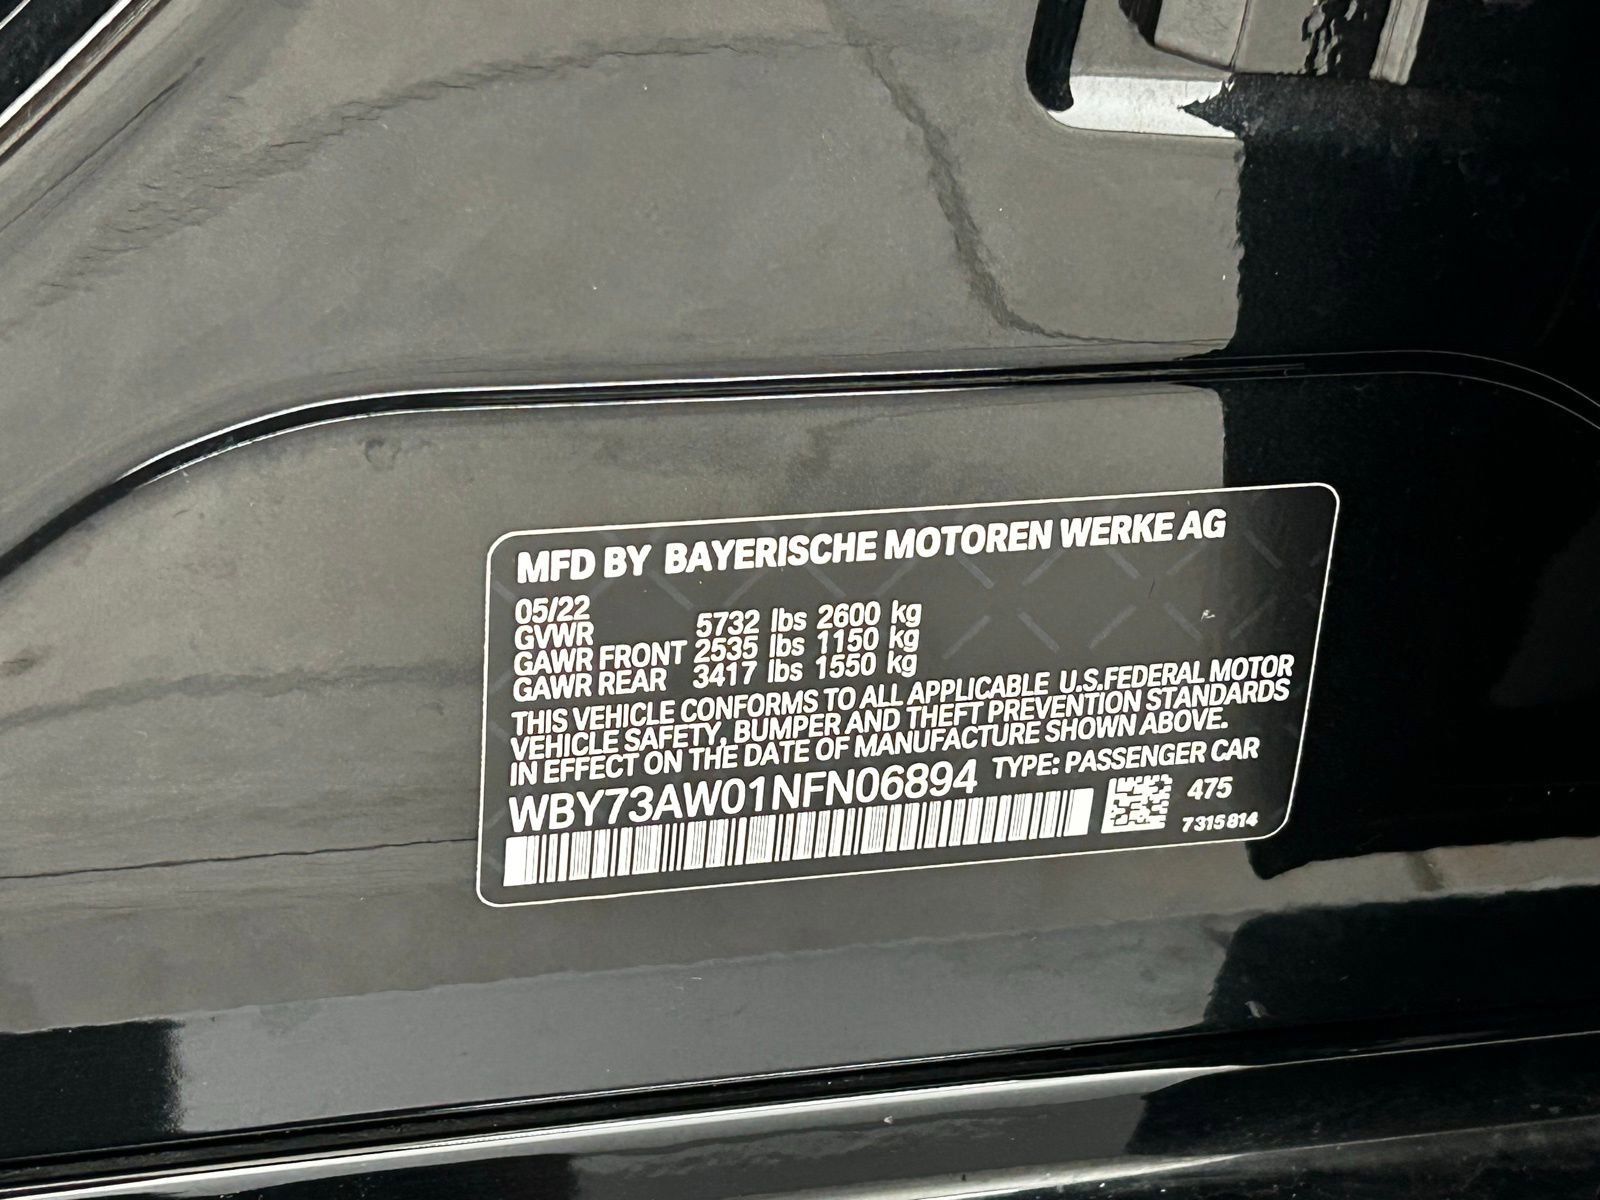 MFD BY BAYERISCHE MOTOREN WERKE AG
05/22
GVWR 5732 lbs 2600 kg
GAWR FRONT 2535 lbs 1150 kg
GAWR REAR 3417 lbs 1550 kg
THIS VEHICLE CONFORMS TO ALL APPLICABLE U.S.FEDERAL MOTOR
VEHICLE SAFETY, BUMPER AND THEFT PREVENTION STANDARDS
IN EFFECT ON THE DATE OF MANUFACTURE SHOWN ABOVE.
WBY73AW01NFN06894 TYPE: PASSENGER CAR
475
7315814